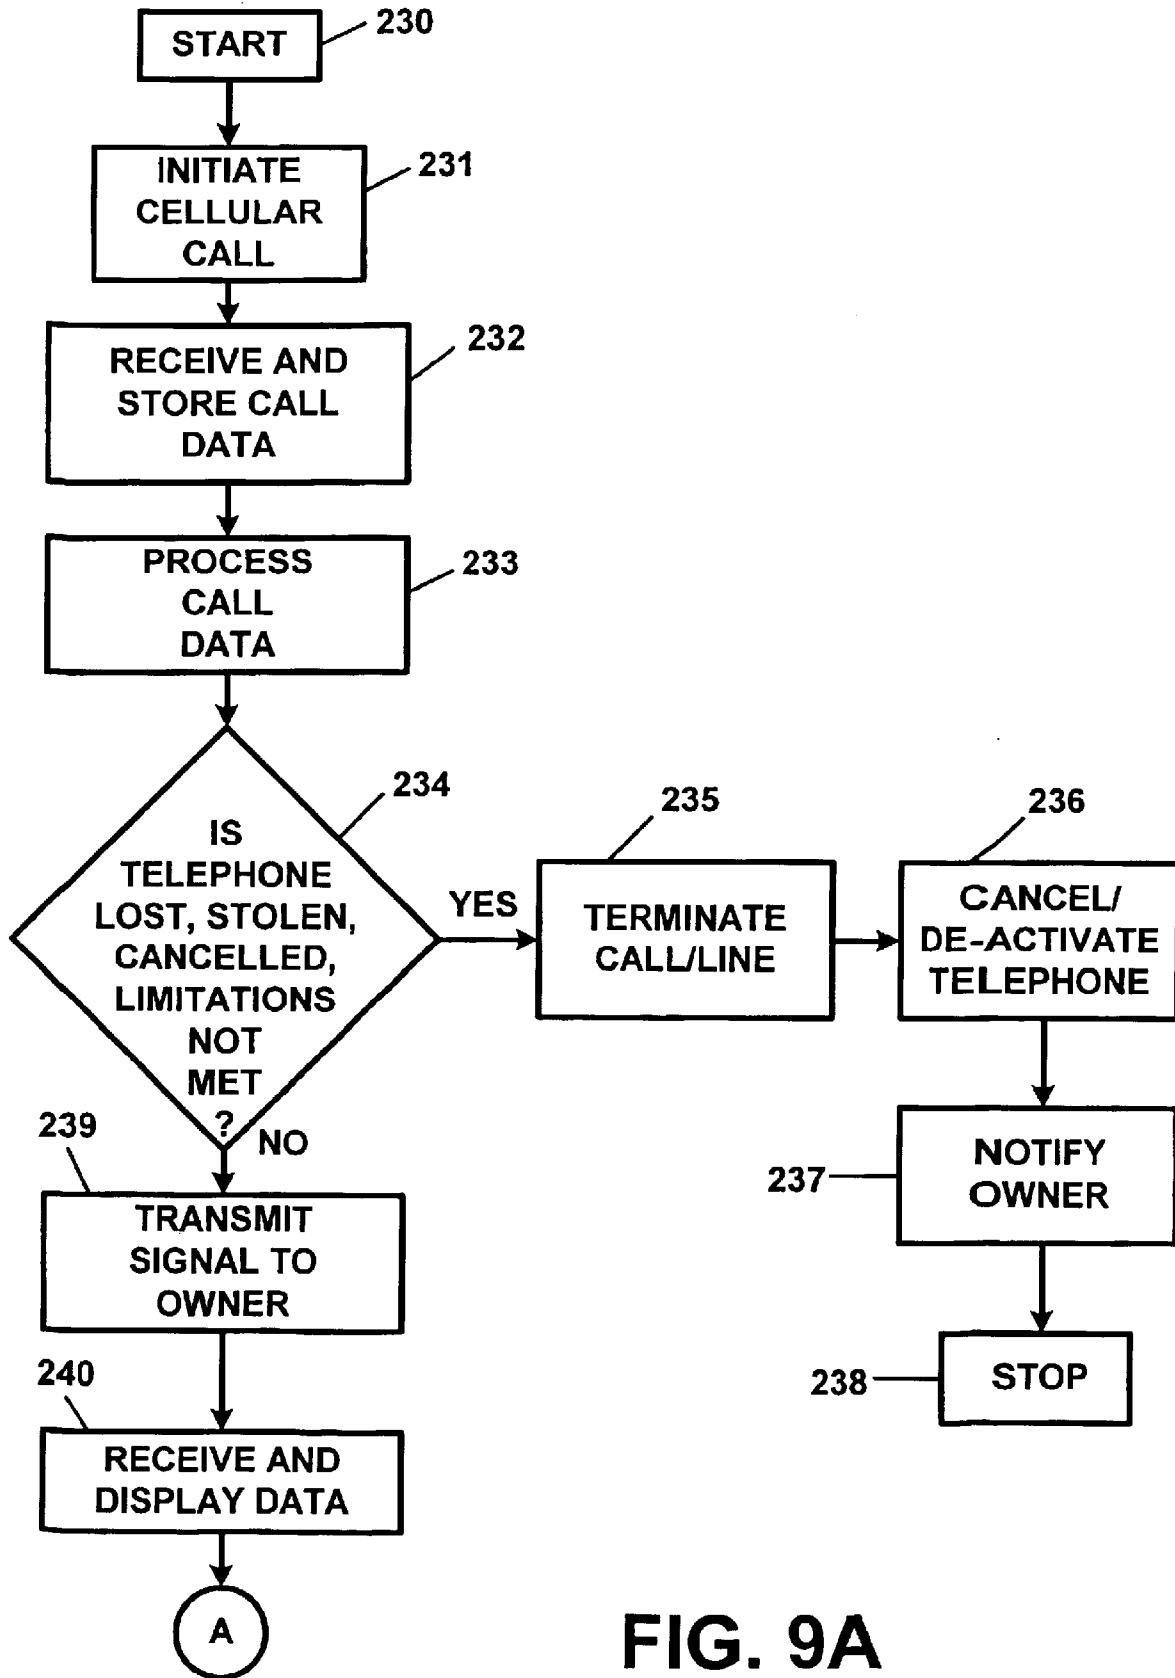 START
230
INITIATE
CELLULAR
CALL
231
RECEIVE AND
STORE CALL
DATA
232
PROCESS
CALL
DATA
233
IS
TELEPHONE
LOST, STOLEN,
CANCELLED,
LIMITATIONS
NOT
MET
?
234
YES
235
TERMINATE
CALL/LINE
236
CANCEL/
DE-ACTIVATE
TELEPHONE
237
NOTIFY
OWNER
238
STOP
NO
239
TRANSMIT
SIGNAL TO
OWNER
240
RECEIVE AND
DISPLAY DATA
A
FIG. 9A